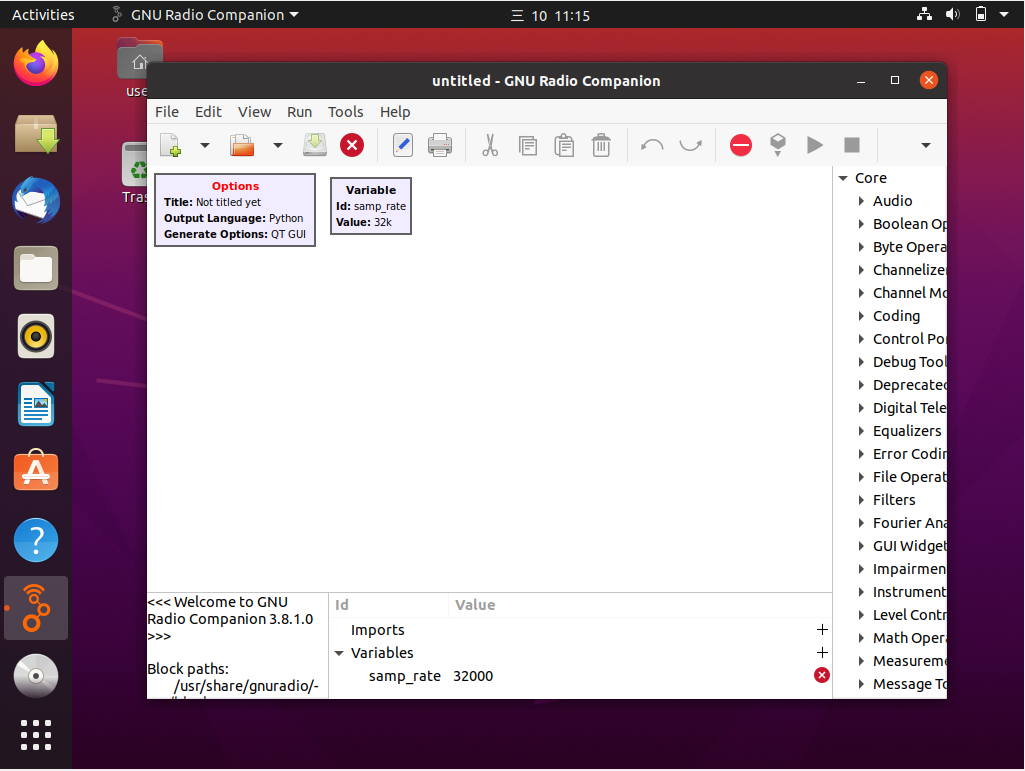 Activities
GNU Radio Companion
三 10 11:15
untitled - GNU Radio Companion
File Edit View Run Tools Help
Options
Title: Not titled yet
Output Language: Python
Generate Options: QT GUI
Variable
Id: samp_rate
Value: 32k
Core
Audio
Boolean Op
Byte Opera
Channelize
Channel Mo
Coding
Control Por
Debug Tool
Deprecated
Digital Tele
Equalizers
Error Codin
File Operat
Filters
Fourier Ana
GUI Widget
Impairmen
Instrument
Level Contr
Math Opera
Measureme
Message To
<<< Welcome to GNU
Radio Companion 3.8.1.0
>>>
Block paths:
/usr/share/gnuradio/-
Id Value
Imports
Variables
samp_rate 32000
use
Tras